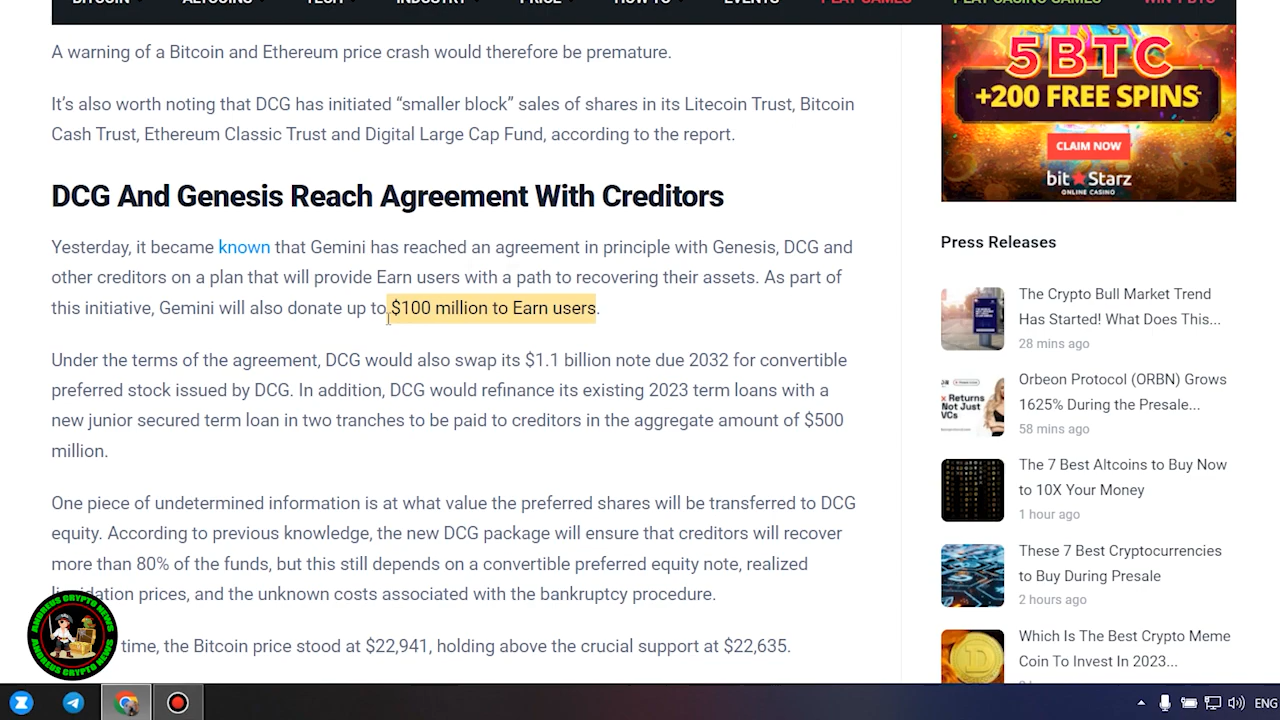 BITCOIN ALTCOINS TECH INDUSTRY PRICE HOW TO EVENTS PLAY GAMES PLAY CASINO GAMES WIN 1 BTC
A warning of a Bitcoin and Ethereum price crash would therefore be premature.
It's also worth noting that DCG has initiated “smaller block” sales of shares in its Litecoin Trust, Bitcoin
Cash Trust, Ethereum Classic Trust and Digital Large Cap Fund, according to the report.
DCG And Genesis Reach Agreement With Creditors
Yesterday, it became known that Gemini has reached an agreement in principle with Genesis, DCG and
other creditors on a plan that will provide Earn users with a path to recovering their assets. As part of
this initiative, Gemini will also donate up to $100 million to Earn users.
Under the terms of the agreement, DCG would also swap its $1.1 billion note due 2032 for convertible
preferred stock issued by DCG. In addition, DCG would refinance its existing 2023 term loans with a
new junior secured term loan in two tranches to be paid to creditors in the aggregate amount of $500
million.
One piece of undetermined information is at what value the preferred shares will be transferred to DCG
equity. According to previous knowledge, the new DCG package will ensure that creditors will recover
more than 80% of the funds, but this still depends on a convertible preferred equity note, realized
liquidation prices, and the unknown costs associated with the bankruptcy procedure.
time, the Bitcoin price stood at $22,941, holding above the crucial support at $22,635.
5 BTC
+200 FREE SPINS
CLAIM NOW
bitStarz
ONLINE CASINO
Press Releases
The Crypto Bull Market Trend
Has Started! What Does This...
28 mins ago
x Returns
Not Just
VCs
Orbeon Protocol (ORBN) Grows
1625% During the Presale...
58 mins ago
The 7 Best Altcoins to Buy Now
to 10X Your Money
1 hour ago
These 7 Best Cryptocurrencies
to Buy During Presale
2 hours ago
Which Is The Best Crypto Meme
Coin To Invest In 2023...
ANDREUS CRYPTO NEWS
ANDREUS CRYPTO NEWS
ENG